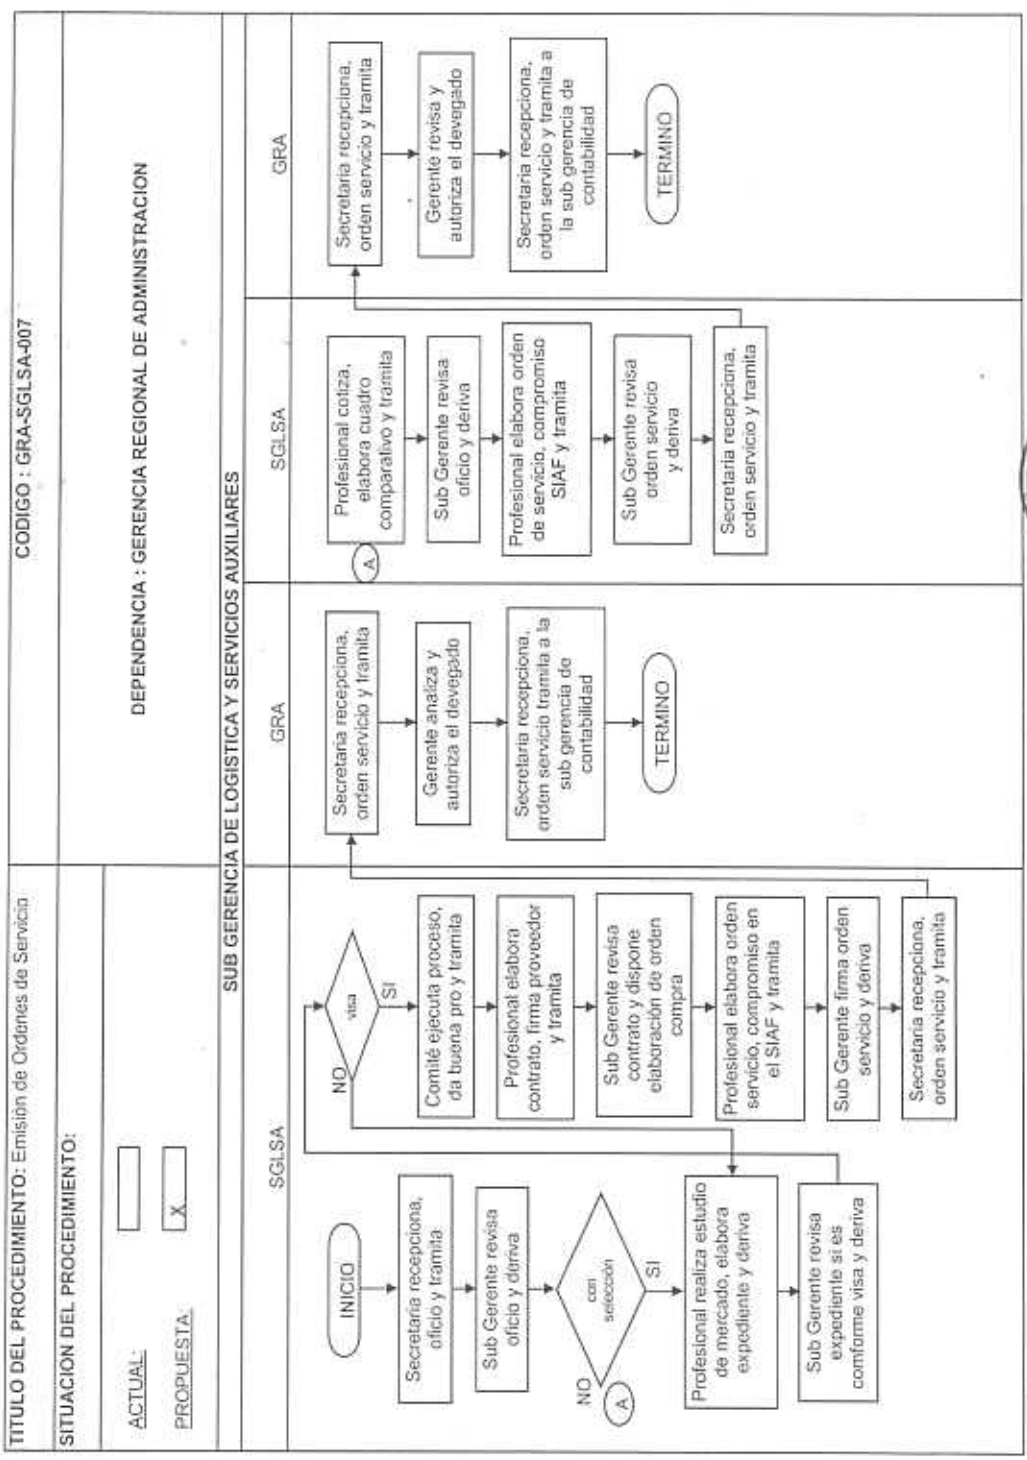 TITULO DEL PROCEDIMIENTO: Emisión de Ordenes de Servicio
CODIGO : GRA-SGLSA-007
SITUACION DEL PROCEDIMIENTO:
ACTUAL:
PROPUESTA:
X
DEPENDENCIA : GERENCIA REGIONAL DE ADMINISTRACION
SUB GERENCIA DE LOGISTICA Y SERVICIOS AUXILIARES
SGLSA
GRA
SGLSA
GRA
INICIO
Secretaría recepciona,
oficio y tramita
Sub Gerente revisa
oficio y deriva
con
selección
NO
SI
A
Profesional realiza estudio
de mercado, elabora
expediente y deriva
Sub Gerente revisa
expediente si es
comforme visa y deriva
visa
NO
SI
Comité ejecuta proceso,
da buena pro y tramita
Profesional elabora
contrato, firma proveedor
y tramita
Sub Gerente revisa
contrato y dispone
elaboración de orden
compra
Profesional elabora orden
servicio, compromiso en
el SIAF y tramita
Sub Gerente firma orden
servicio y deriva
Secretaria recepciona,
orden servicio y tramita
Secretaria recepciona,
orden servicio y tramita
Gerente analiza y
autoriza el devegado
Secretaria recepciona,
orden servicio tramita a la
sub gerencia de
contabilidad
TERMINO
A
Profesional cotiza,
elabora cuadro
comparativo y tramita
Sub Gerente revisa
oficio y deriva
Profesional elabora orden
de servicio, compromiso
SIAF y tramita
Sub Gerente revisa
orden servicio
y deriva
Secretaria recepciona,
orden servicio y tramita
Secretaria recepciona,
orden servicio y tramita
Gerente revisa y
autoriza el devegado
Secretaria recepciona,
orden servicio y tramita a
la sub gerencia de
contabilidad
TERMINO